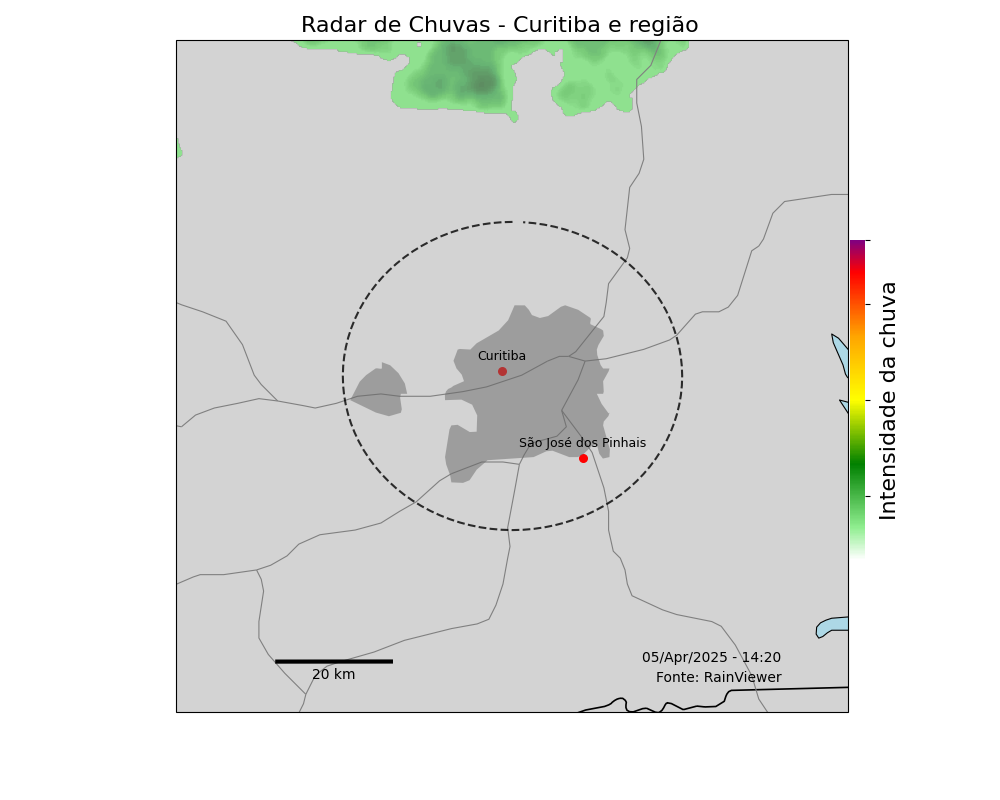 Radar de Chuvas - Curitiba e região
Curitiba
São José dos Pinhais
Intensidade da chuva
20 km
05/Apr/2025 - 14:20
Fonte: RainViewer